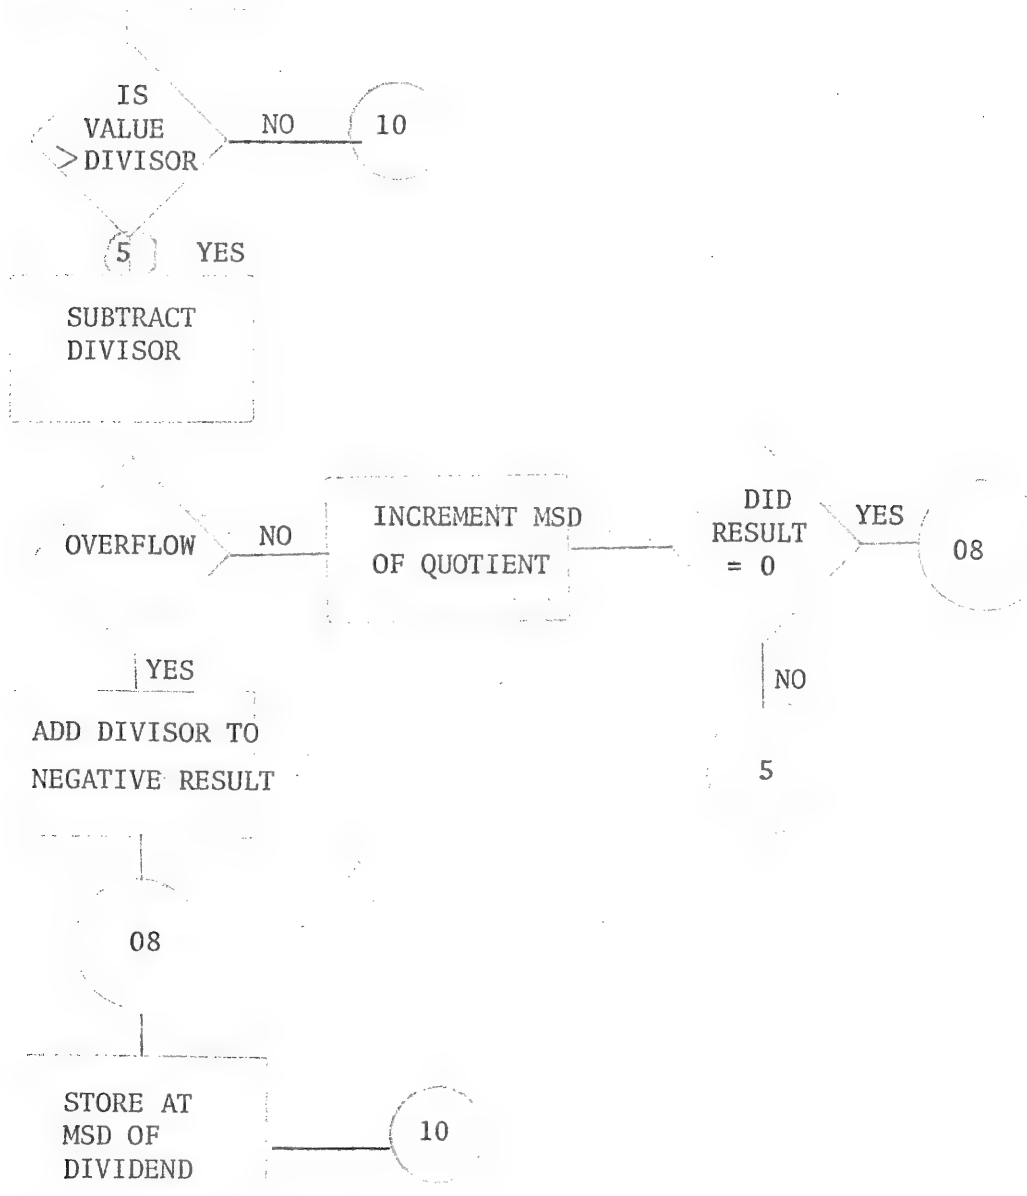 IS
VALUE
>DIVISOR
NO
10
5
YES
SUBTRACT
DIVISOR
OVERFLOW
NO
INCREMENT MSD
OF QUOTIENT
DID
RESULT
= 0
YES
08
YES
NO
ADD DIVISOR TO
NEGATIVE RESULT
5
08
STORE AT
MSD OF
DIVIDEND
10